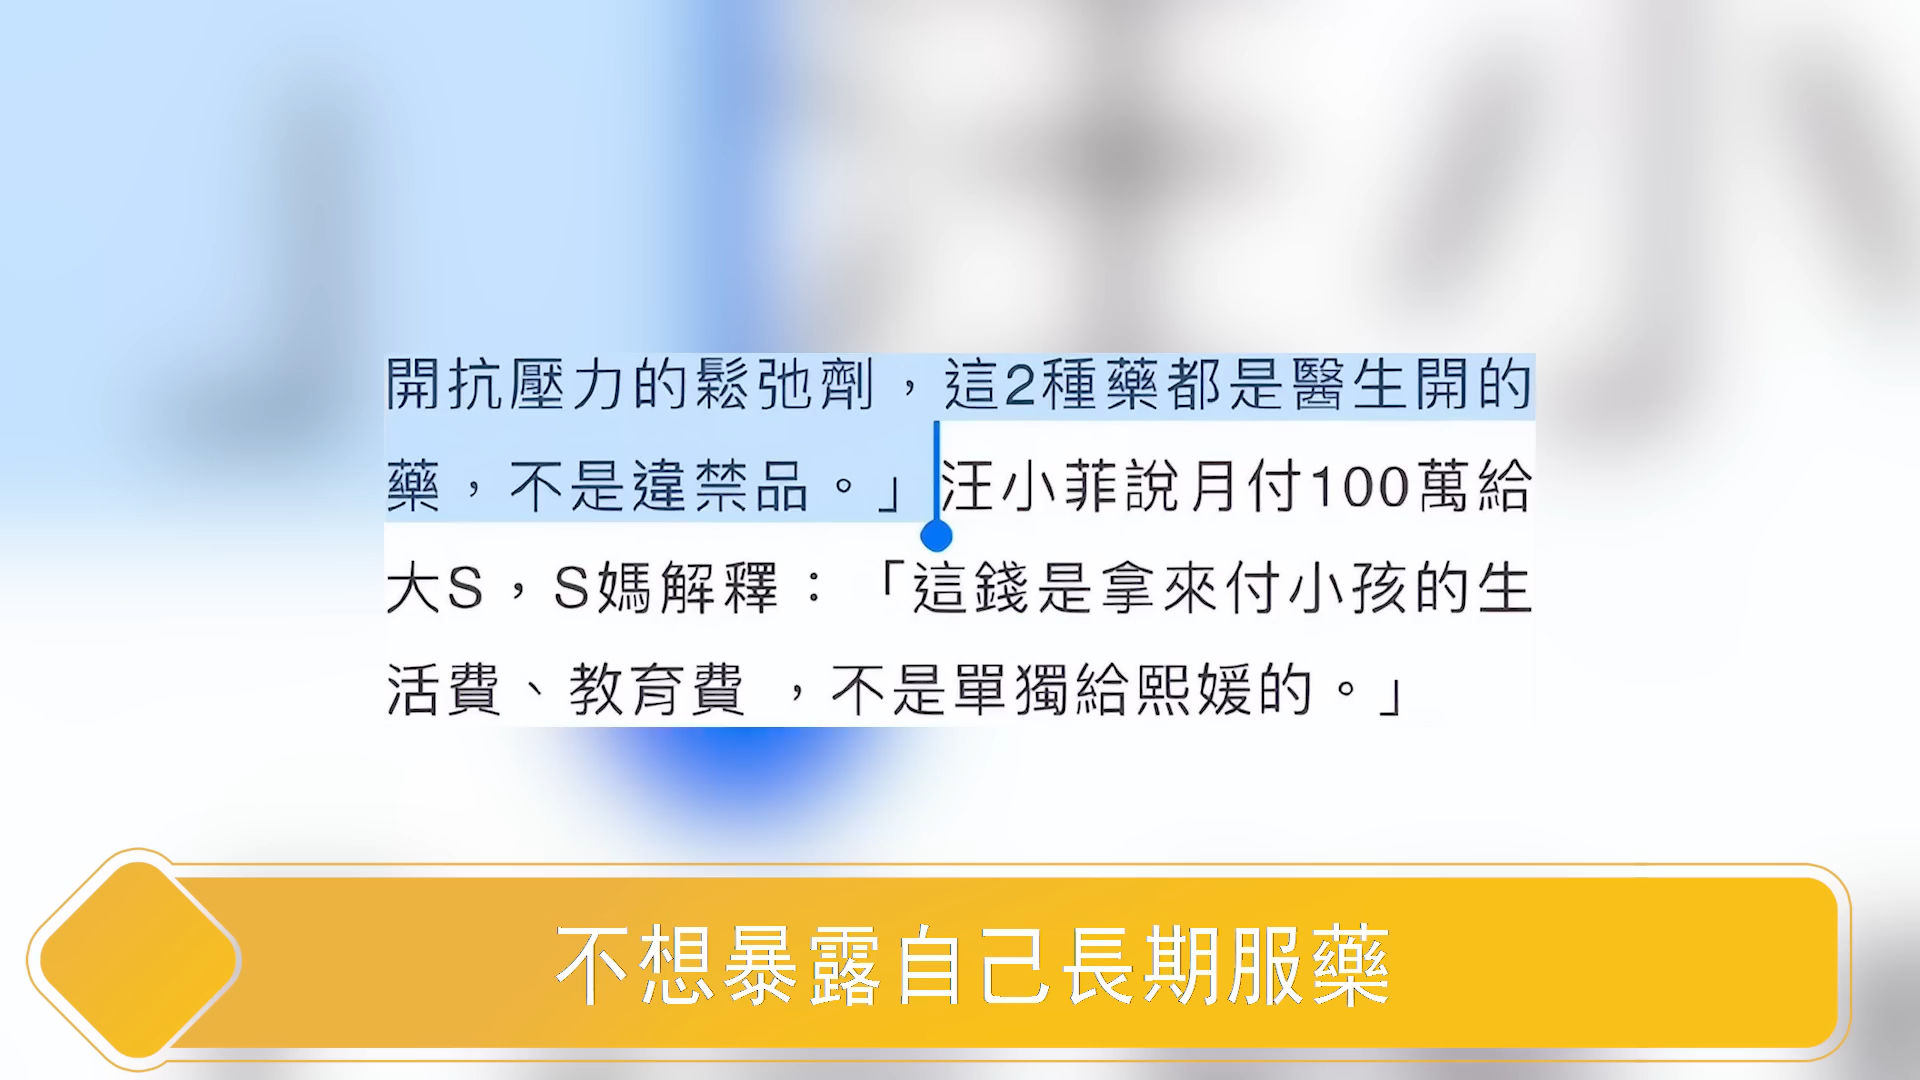 開抗壓力的鬆弛劑，這2種藥都是醫生開的
藥，不是違禁品。」汪小菲說月付100萬給
大S，S媽解釋：「這錢是拿來付小孩的生
活費、教育費，不是單獨給熙媛的。」
不想暴露自己長期服藥